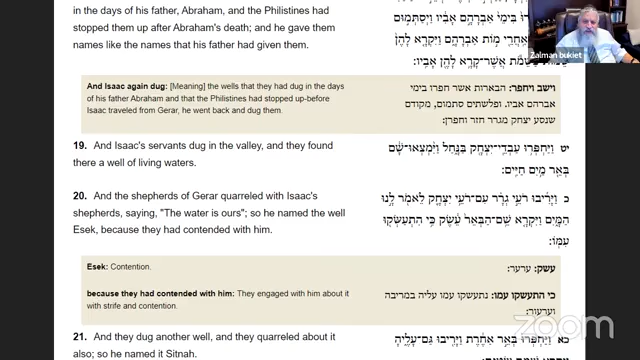 in the days of his father, Abraham, and the Philistines had
stopped them up after Abraham's death; and he gave them
names like the names that his father had given them.
בִּימֵי֙ אַבְרָהָ֣ם אָבִ֔יו וַיְסַתְּמ֣וּם
אַחֲרֵ֖י מ֣וֹת אַבְרָהָ֑ם וַיִּקְרָ֤א לָהֶן֙
אֲשֶׁר־קָרָ֥א לָהֶ֖ן אָבִֽיו:
And Isaac again dug: [Meaning] the wells that they had dug in the days
of his father Abraham and that the Philistines had stopped up-before
Isaac traveled from Gerar, he went back and dug them.
וישב ויחפר: הבארות אשר חפרו בימי
אברהם אביו. ופלשתים סתמום, מקודם
שנסע יצחק מגרר חזר וחפרן:
19. And Isaac's servants dug in the valley, and they found
there a well of living waters.
יט וַיַּחְפְּר֥וּ עַבְדֵֽי־יִצְחָ֖ק בַּנָּ֑חַל וַיִּ֨מְצְאוּ־שָׁ֔ם
בְּאֵ֖ר מַ֥יִם חַיִּֽים:
20. And the shepherds of Gerar quarreled with Isaac's
shepherds, saying, "The water is ours"; so he named the well
Esek, because they had contended with him.
כ וַיָּרִ֜יבוּ רֹעֵ֣י גְרָ֗ר עִם־רֹעֵ֥י יִצְחָ֛ק לֵאמֹ֖ר לָ֣נוּ
הַמָּ֑יִם וַיִּקְרָ֤א שֵֽׁם־הַבְּאֵר֙ עֵ֔שֶׂק כִּ֥י הִתְעַשְּׂק֖וּ
עִמּֽוֹ:
Esek: Contention.
עשק: ערער:
because they had contended with him: They engaged with him about it
with strife and contention.
כי התעשקו עמו: נתעשקו עמו עליה במריבה
וערעור:
21. And they dug another well, and they quarreled about it
also; so he named it Sitnah.
כא וַֽיַּחְפְּרוּ֙ בְּאֵ֣ר אַחֶ֔רֶת וַיָּרִ֖יבוּ גַּם־עָלֶ֑יהָ
Zalman bukiet
zoom